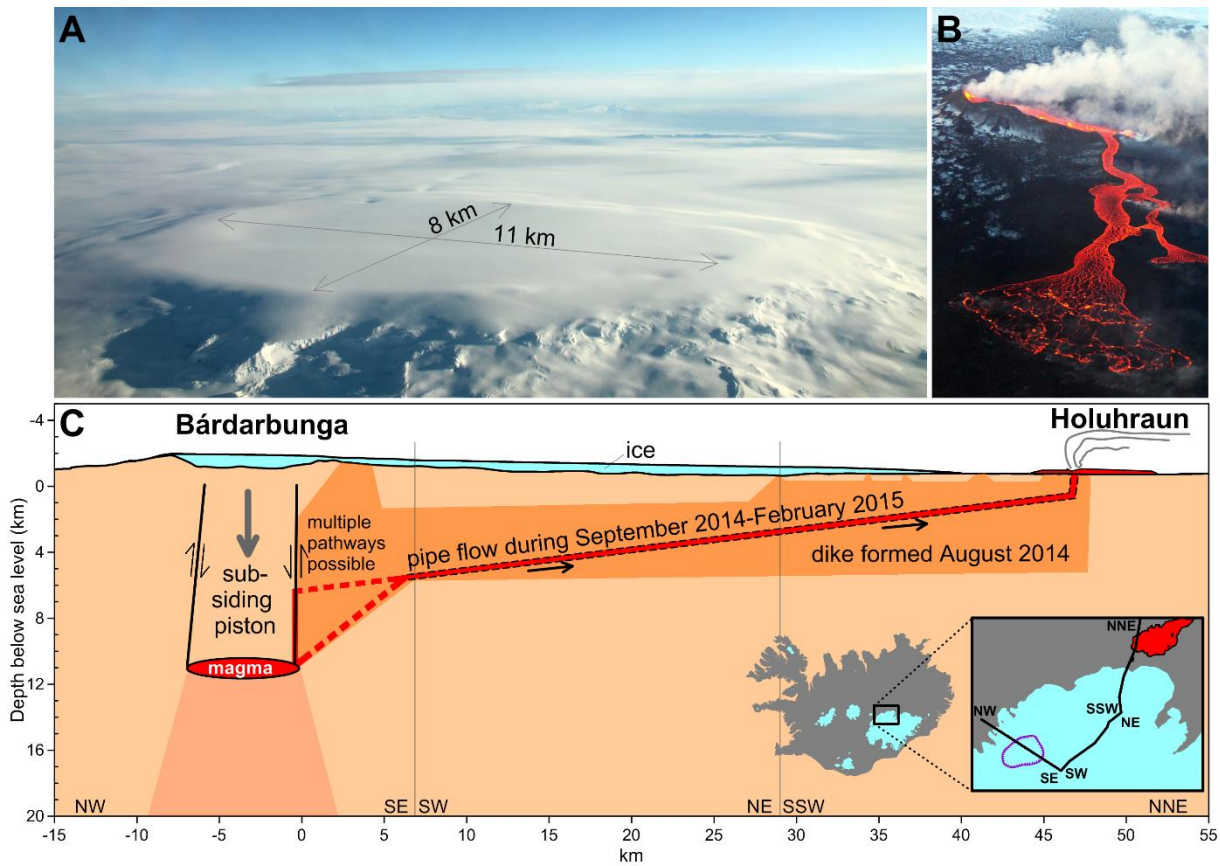 A
8 km
11 km
B
C
Bárdarbunga
Holuhraun
ice
Depth below sea level (km)
-4
0
4
8
12
16
20
sub-
siding
piston
magma
multiple
pathways
possible
pipe flow during September 2014-February 2015
dike formed August 2014
NW
SE
SW
NE
SSW
NNE
NNE
NW
SSW
NE
SE
SW
-15
-10
-5
0
5
10
15
20
25
30
35
40
45
50
55
km